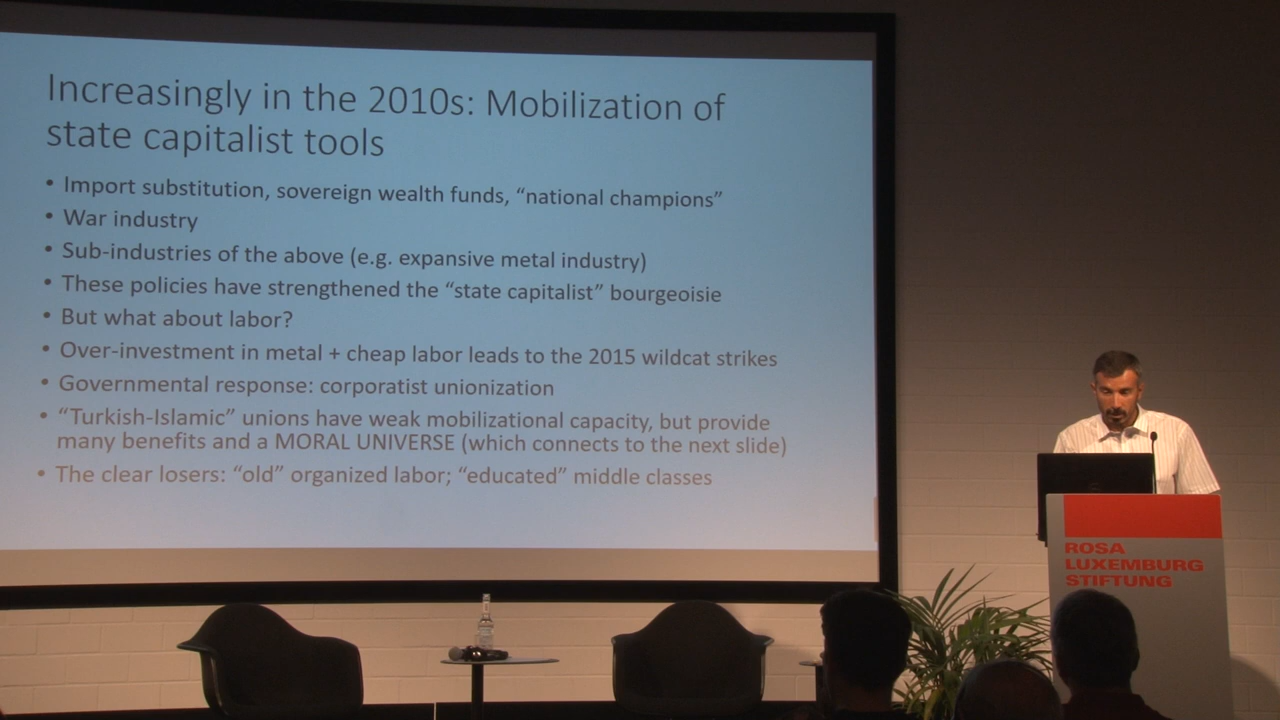 Increasingly in the 2010s: Mobilization of
state capitalist tools
• Import substitution, sovereign wealth funds, “national champions”
• War industry
• Sub-industries of the above (e.g. expansive metal industry)
• These policies have strengthened the “state capitalist” bourgeoisie
• But what about labor?
• Over-investment in metal + cheap labor leads to the 2015 wildcat strikes
• Governmental response: corporatist unionization
• “Turkish-Islamic” unions have weak mobilizational capacity, but provide
many benefits and a MORAL UNIVERSE (which connects to the next slide)
• The clear losers: “old” organized labor; “educated” middle classes
ROSA
LUXEMBURG
STIFTUNG